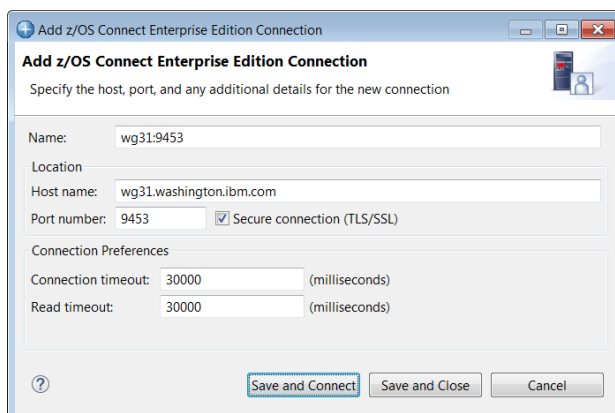 Add z/OS Connect Enterprise Edition Connection
Add z/OS Connect Enterprise Edition Connection
Specify the host, port, and any additional details for the new connection
Name: wg31:9453
Location
Host name: wg31.washington.ibm.com
Port number: 9453 Secure connection (TLS/SSL)
Connection Preferences
Connection timeout: 30000 (milliseconds)
Read timeout: 30000 (milliseconds)
? Save and Connect Save and Close Cancel